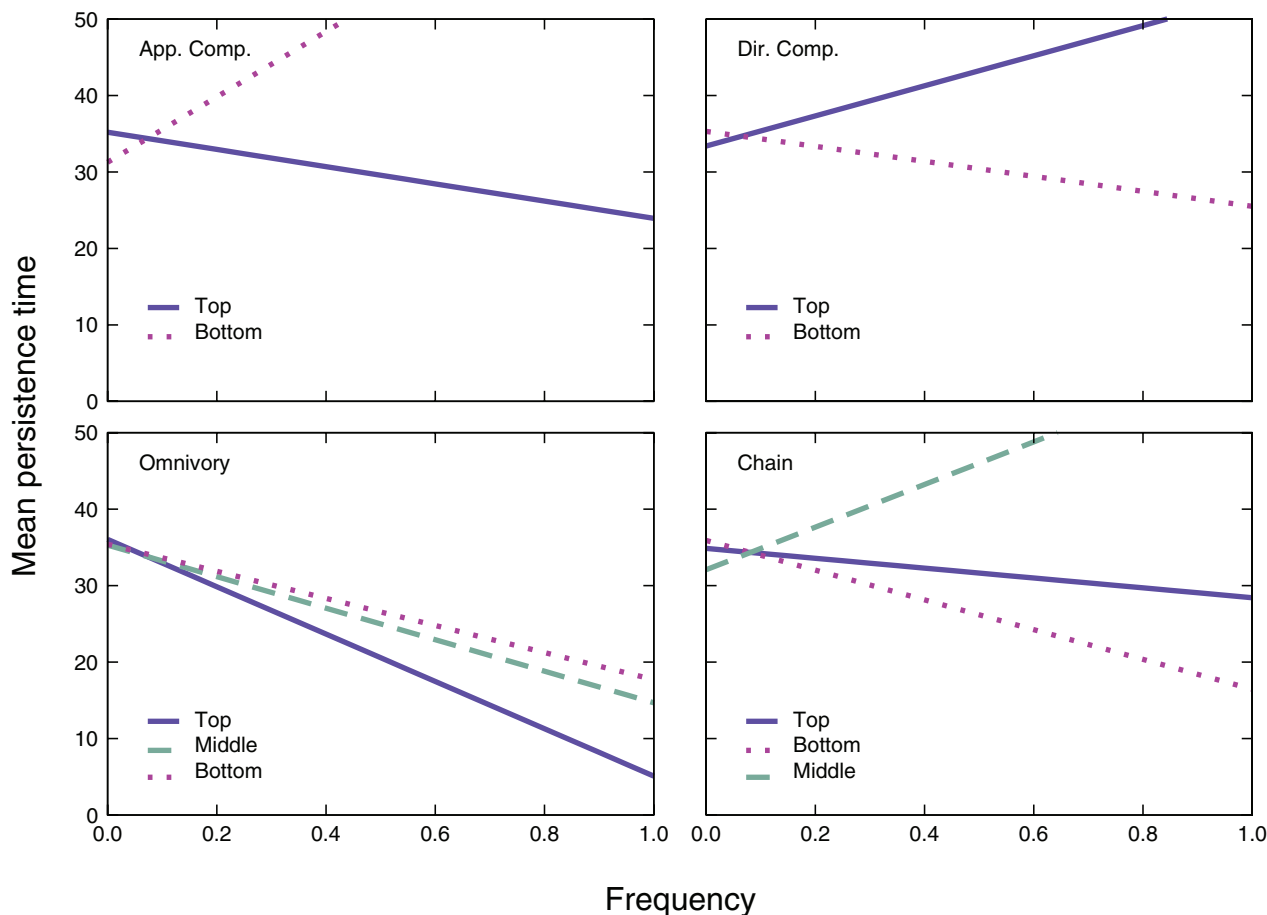 Mean persistence time
50
40
30
20
10
0
App. Comp.
Top
Bottom
Dir. Comp.
Top
Bottom
50
40
30
20
10
0
Omnivory
Top
Middle
Bottom
0.0 0.2 0.4 0.6 0.8 1.0
Chain
Top
Bottom
Middle
0.0 0.2 0.4 0.6 0.8 1.0
Frequency